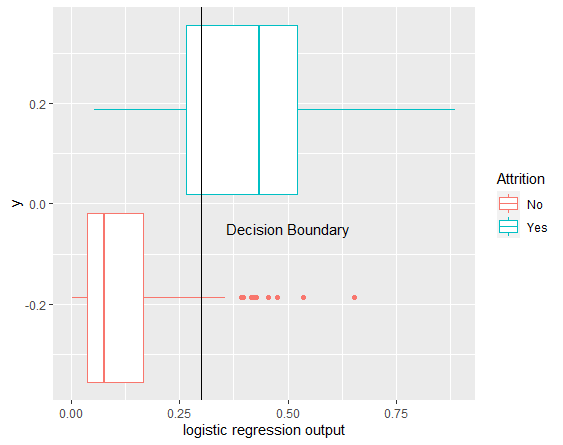 y
0.2
0.0
-0.2
Decision Boundary
0.00
0.25
0.50
0.75
logistic regression output
Attrition
No
Yes